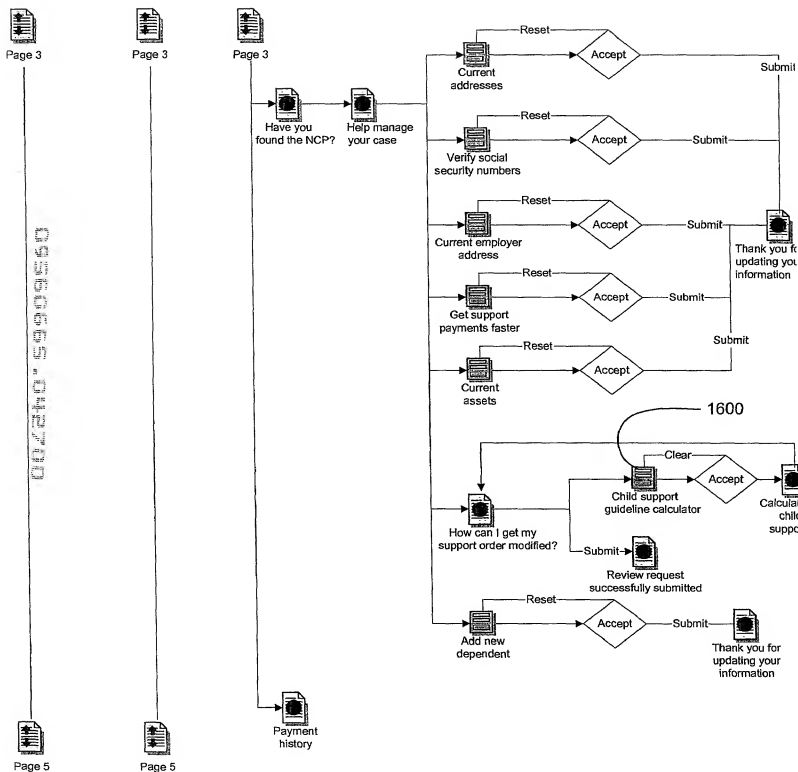 Page 3
Page 3
Page 3
Reset
Accept
Submit
Current
addresses
Have you
found the NCP?
Help manage
your case
Reset
Accept
Submit
Verify social
security numbers
Reset
Accept
Submit
Current employer
address
Thank you
updating
information
Reset
Accept
Submit
Get support
payments faster
Submit
Reset
Accept
Current
assets
1600
Clear
Accept
Child support
guideline calculator
How can I get my
support order modified?
Submit
Review request
successfully submitted
Reset
Accept
Submit
Add new
dependent
Thank you for
updating your
information
Payment
history
Page 5
Page 5